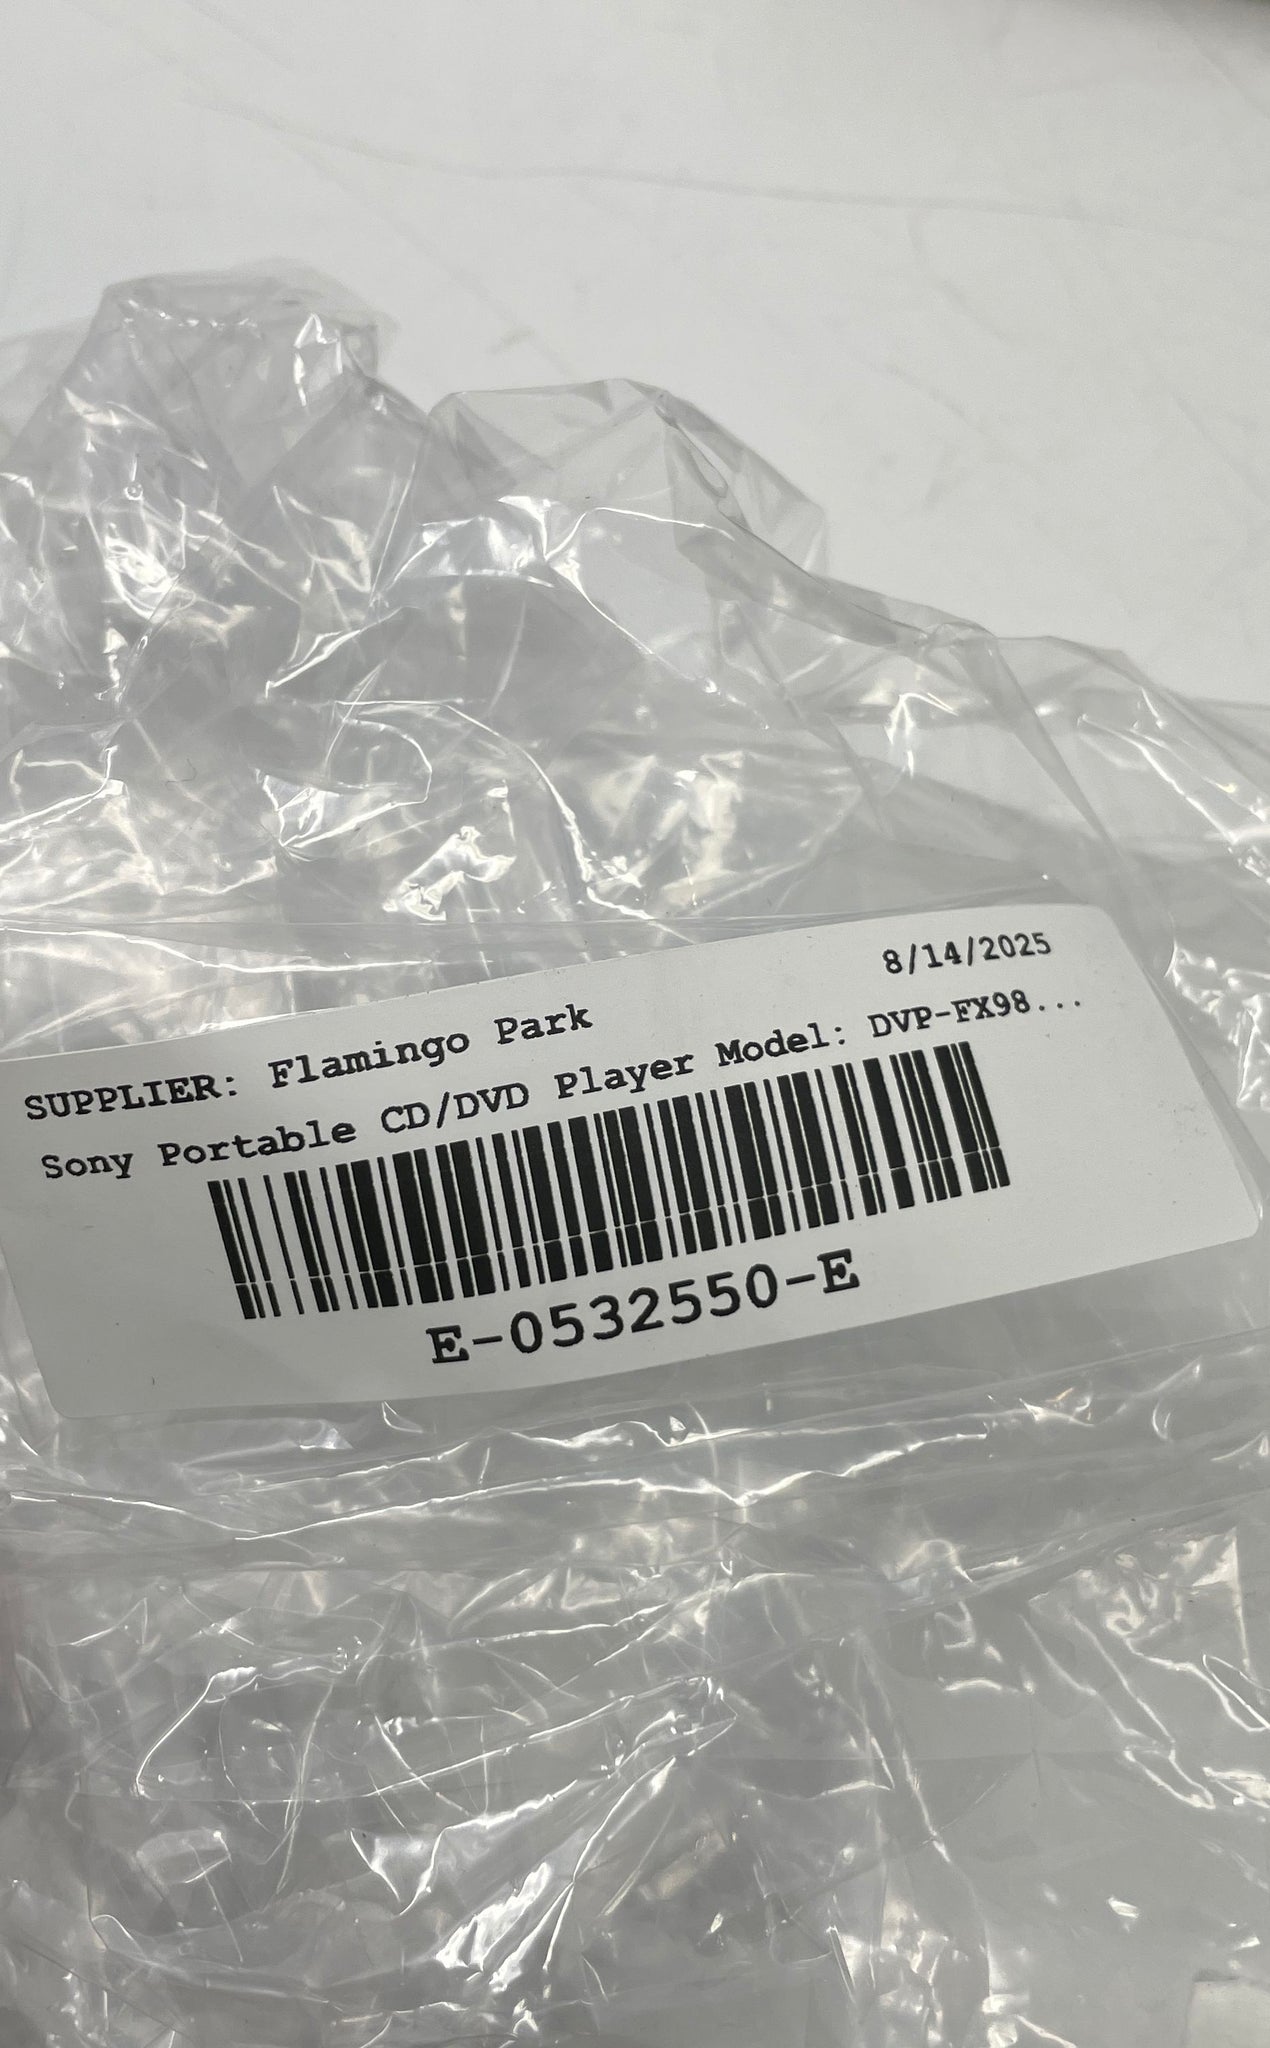 8/14/2025
SUPPLIER: Flamingo Park
Sony Portable CD/DVD Player Model: DVP-FX98...
E-0532550-E